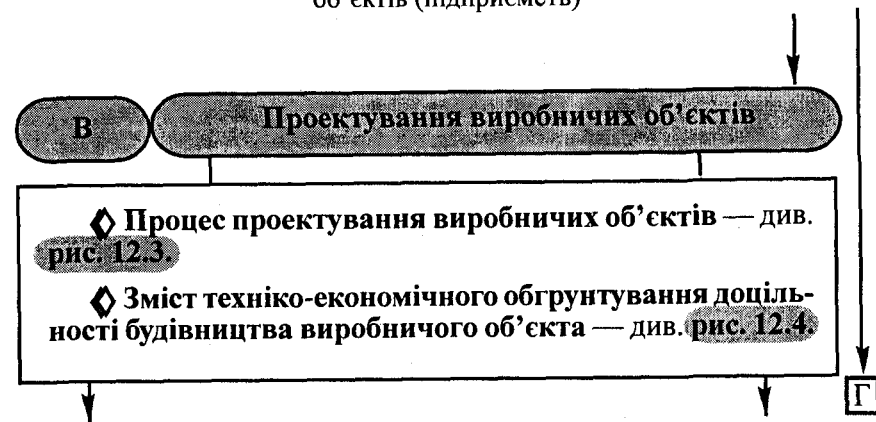 об’єктів (підприємств)
В
Проектування виробничих об’єктів
◊ Процес проектування виробничих об’єктів — див.
рис. 12.3.
◊ Зміст техніко-економічного обгрунтування доціль-
ності будівництва виробничого об’єкта — див. рис. 12.4.
Г